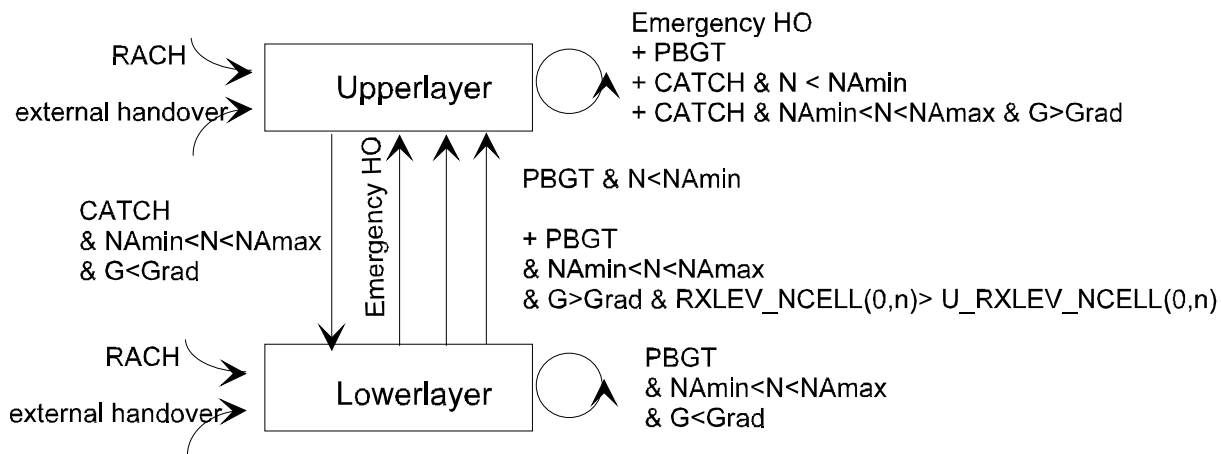 Emergency HO
+ PBGT
+ CATCH & N < NAmin
+ CATCH & NAmin<N<NAmax & G>Grad
RACH
Upperlayer
external handover
Emergency HO
PBGT & N<NAmin
CATCH
& NAmin<N<NAmax
& G<Grad
+ PBGT
& NAmin<N<NAmax
& G>Grad & RXLEV_NCELL(0,n)> U_RXLEV_NCELL(0,n)
RACH
Lowerlayer
external handover
PBGT
& NAmin<N<NAmax
& G<Grad